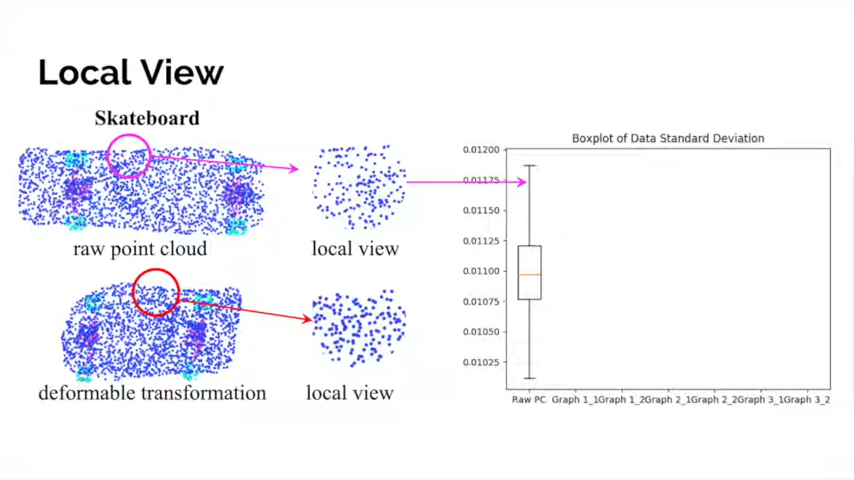 Local View
Skateboard
raw point cloud
local view
deformable transformation
local view
Boxplot of Data Standard Deviation
0.01200
0.01175
0.01150
0.01125
0.01100
0.01075
0.01050
0.01025
Raw PC Graph 1_1 Graph 1_2 Graph 2_1 Graph 2_2 Graph 3_1 Graph 3_2